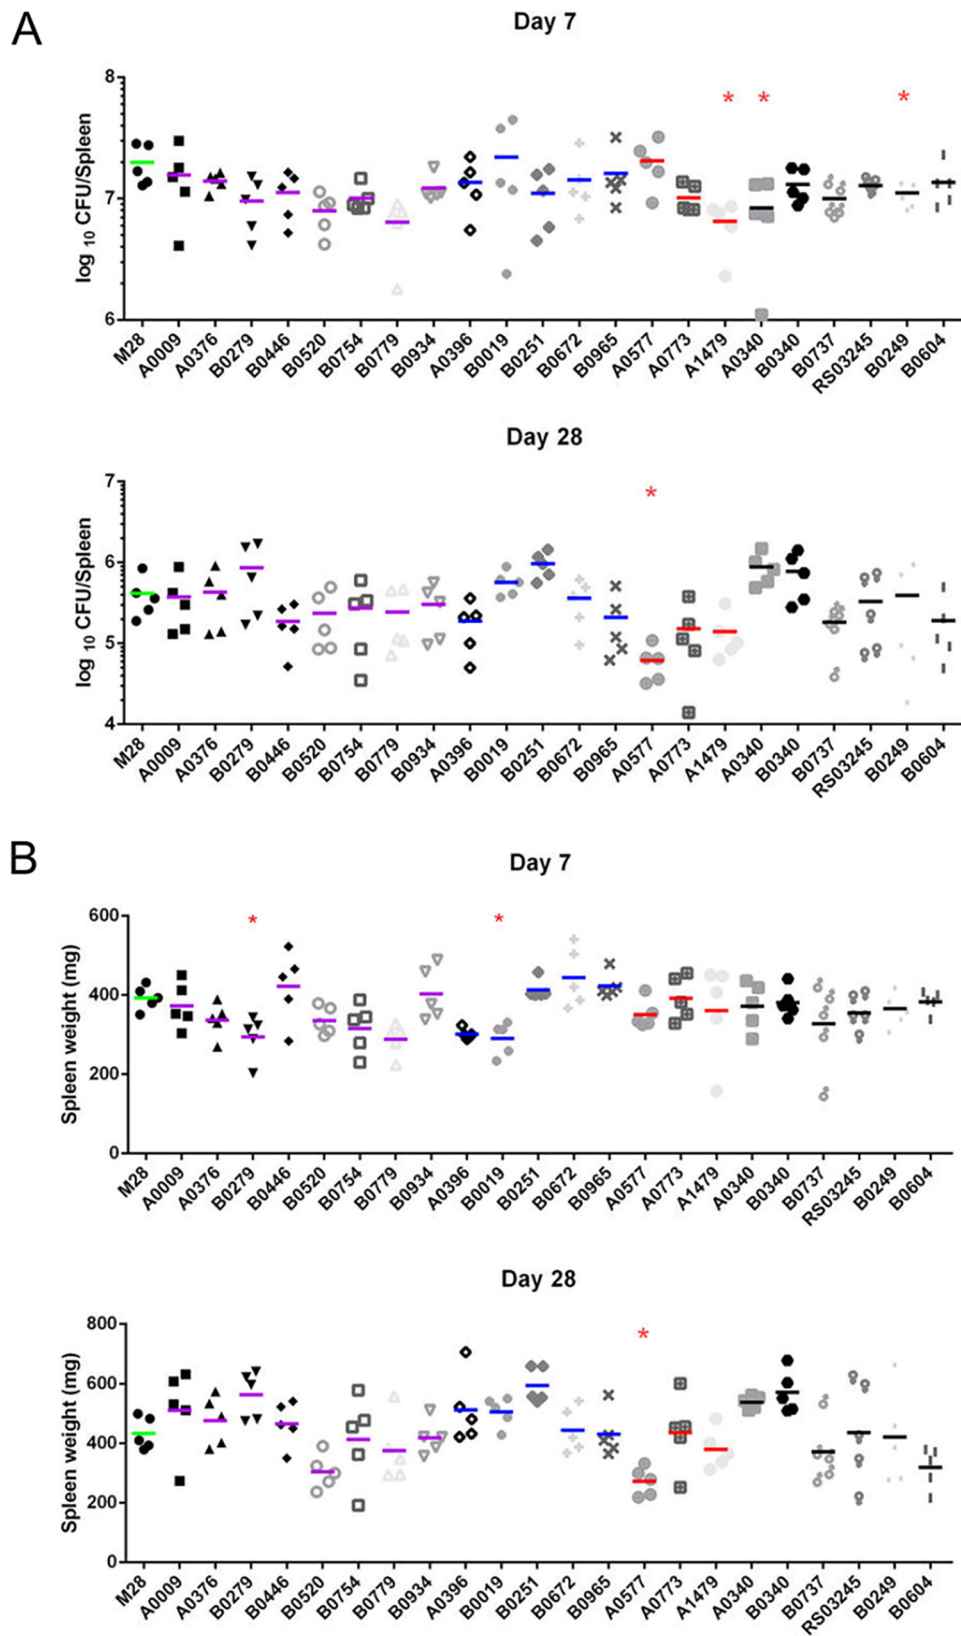 A
Day 7
8
7
6
log 10 CFU/Spleen
* * *
M28 A0009 A0376 B0279 B0446 B0520 B0754 B0779 B0934 A0396 B0019 B0251 B0672 B0965 A0577 A0773 A1479 A0340 B0340 B0737 RS03245 B0249 B0604
Day 28
7
6
5
4
log 10 CFU/Spleen
*
M28 A0009 A0376 B0279 B0446 B0520 B0754 B0779 B0934 A0396 B0019 B0251 B0672 B0965 A0577 A0773 A1479 A0340 B0340 B0737 RS03245 B0249 B0604
B
Day 7
600
400
200
0
Spleen weight (mg)
* *
M28 A0009 A0376 B0279 B0446 B0520 B0754 B0779 B0934 A0396 B0019 B0251 B0672 B0965 A0577 A0773 A1479 A0340 B0340 B0737 RS03245 B0249 B0604
Day 28
800
600
400
200
0
Spleen weight (mg)
*
M28 A0009 A0376 B0279 B0446 B0520 B0754 B0779 B0934 A0396 B0019 B0251 B0672 B0965 A0577 A0773 A1479 A0340 B0340 B0737 RS03245 B0249 B0604